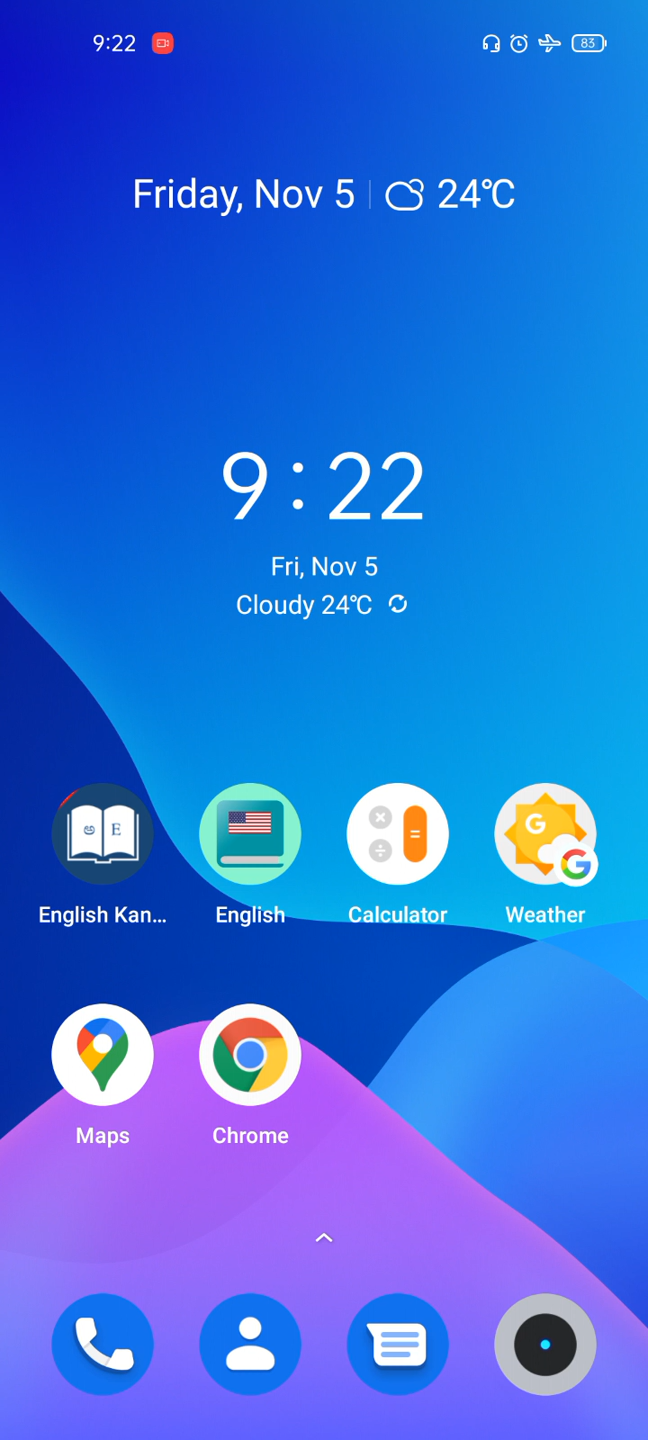 9:22
83
Friday, Nov 5 24℃
9:22
Fri, Nov 5
Cloudy 24℃
English Kan...
English
Calculator
Weather
Maps
Chrome